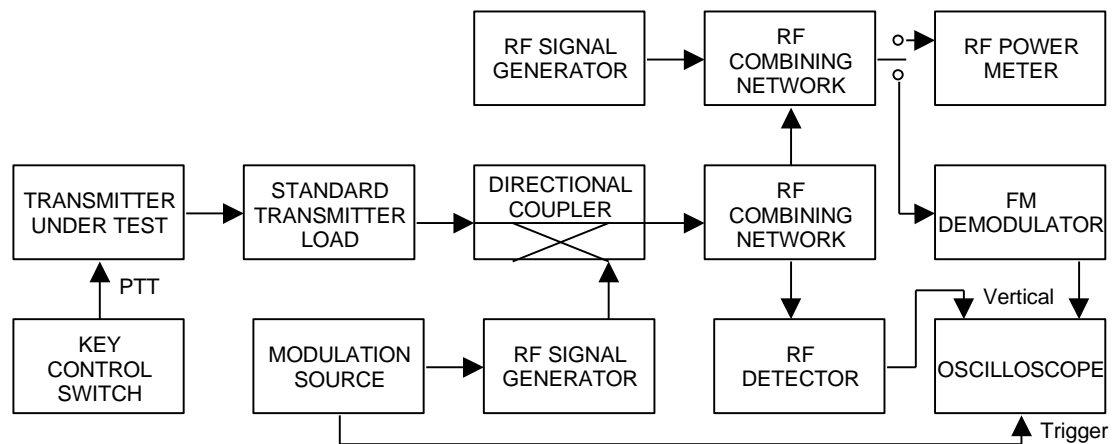 RF SIGNAL
GENERATOR
RF
COMBINING
NETWORK
RF POWER
METER
TRANSMITTER
UNDER TEST
STANDARD
TRANSMITTER
LOAD
DIRECTIONAL
COUPLER
RF
COMBINING
NETWORK
FM
DEMODULATOR
PTT
Vertical
KEY
CONTROL
SWITCH
MODULATION
SOURCE
RF SIGNAL
GENERATOR
RF
DETECTOR
OSCILLOSCOPE
Trigger